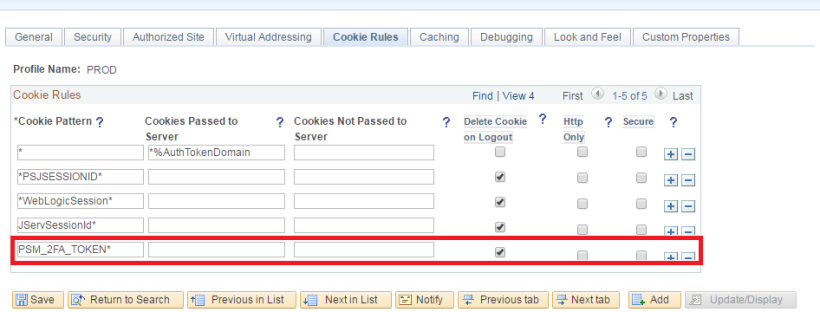 General Security Authorized Site Virtual Addressing Cookie Rules Caching Debugging Look and Feel Custom Properties
Profile Name: PROD
Cookie Rules Find | View 4 First 1-5 of 5 Last
*Cookie Pattern ? Cookies Passed to Server ? Cookies Not Passed to Server ? Delete Cookie on Logout ? Http Only ? Secure ?
* *%AuthTokenDomain
*PSJSESSIONID*
*WebLogicSession*
JServSessionId*
PSM_2FA_TOKEN*
Save Return to Search Previous in List Next in List Notify Previous tab Next tab Add Update/Display